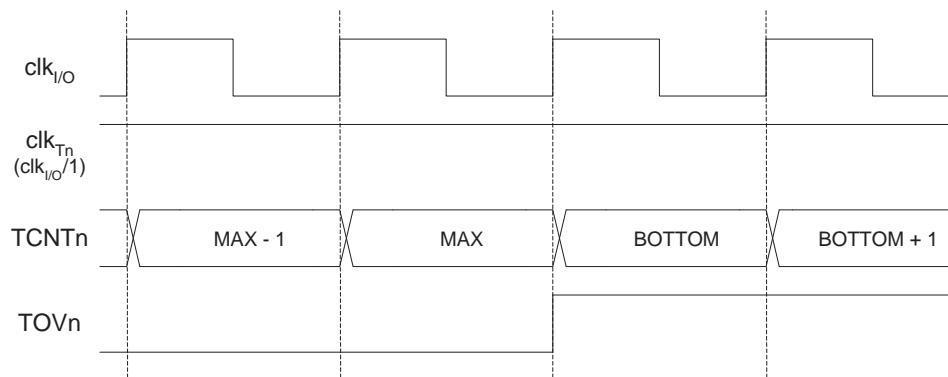 clkI/O
clkTn
(clkI/O/1)
TCNTn
MAX - 1
MAX
BOTTOM
BOTTOM + 1
TOVn